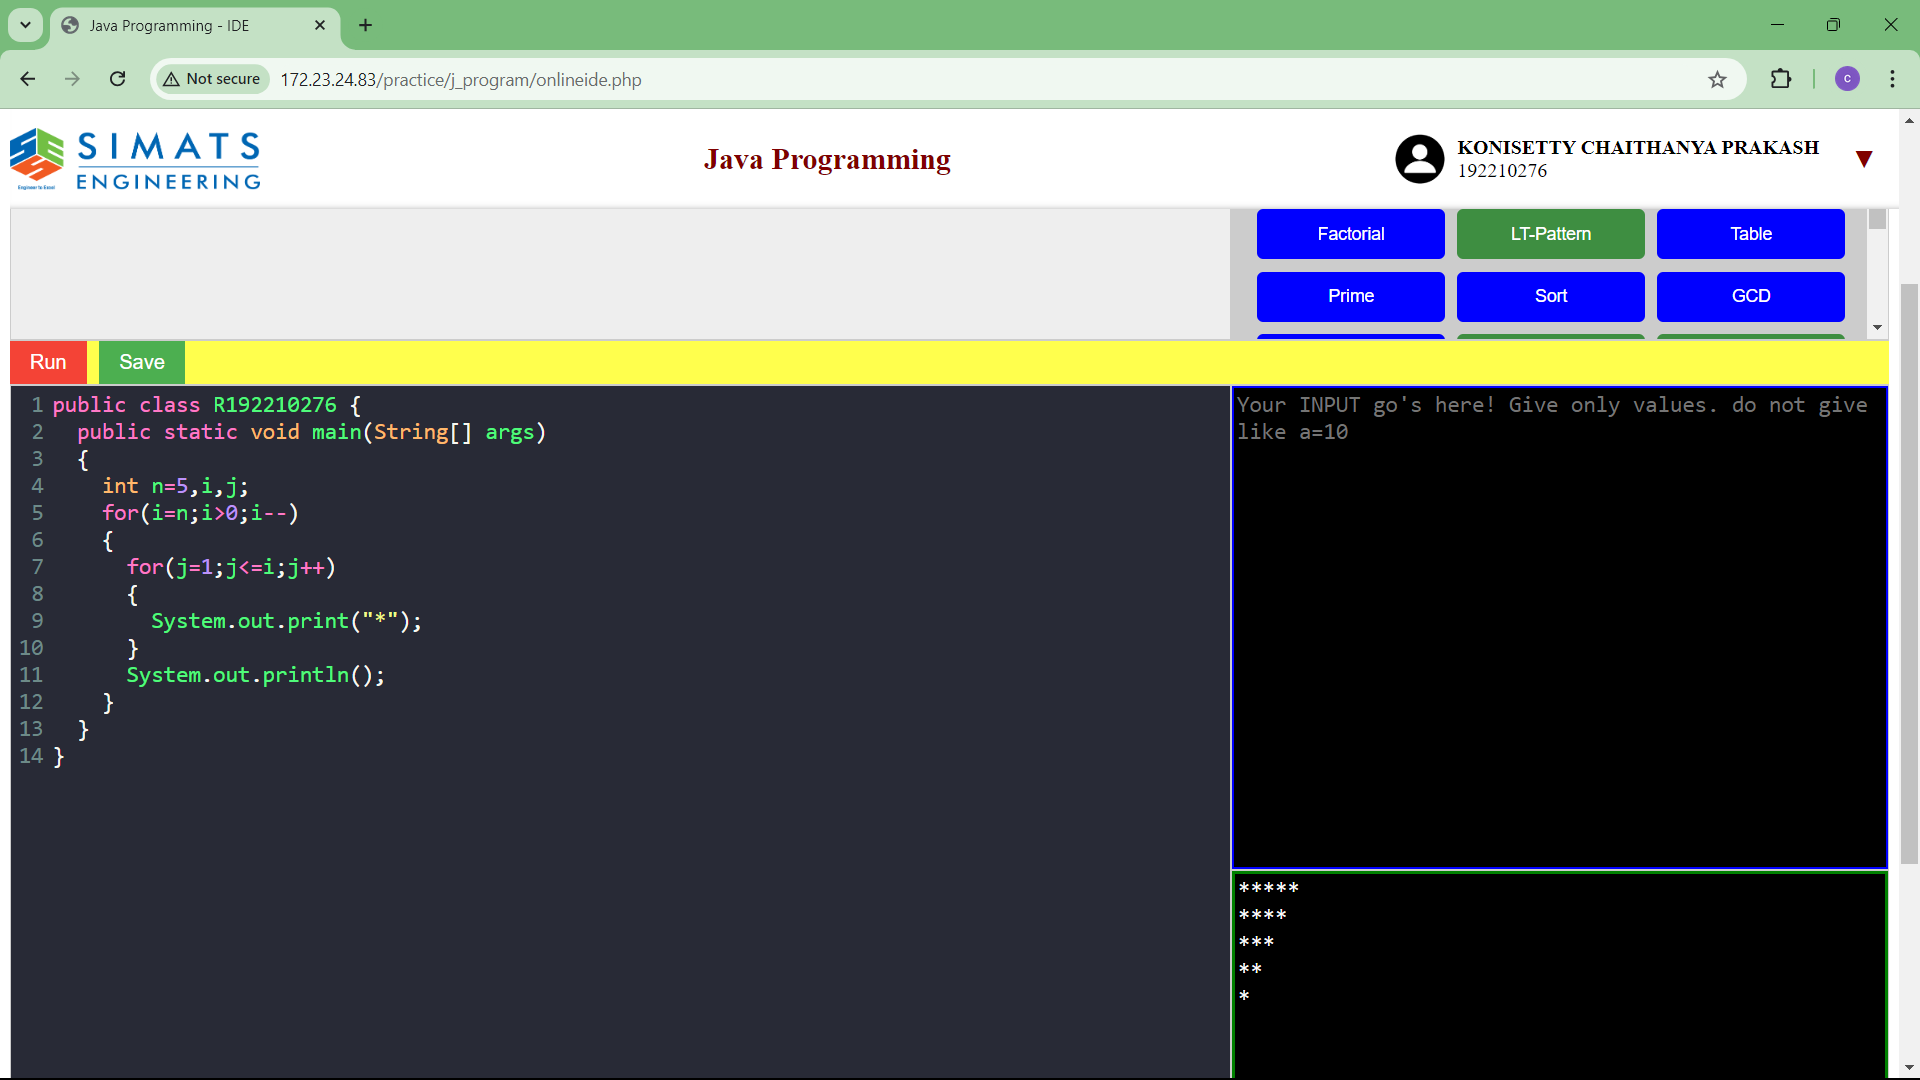 Java Programming - IDE
Not secure
172.23.24.83/practice/j_program/onlineide.php
C
SIMATS
ENGINEERING
Engineer to Excel
Java Programming
KONISETTY CHAITHANYA PRAKASH
192210276
Factorial
LT-Pattern
Table
Prime
Sort
GCD
Run
Save
1 public class R192210276 {
2   public static void main(String[] args)
3   {
4     int n=5,i,j;
5     for(i=n;i>0;i--)
6     {
7       for(j=1;j<=i;j++)
8       {
9         System.out.print("*");
10       }
11       System.out.println();
12     }
13   }
14 }
Your INPUT go's here! Give only values. do not give
like a=10
*****
****
***
**
*